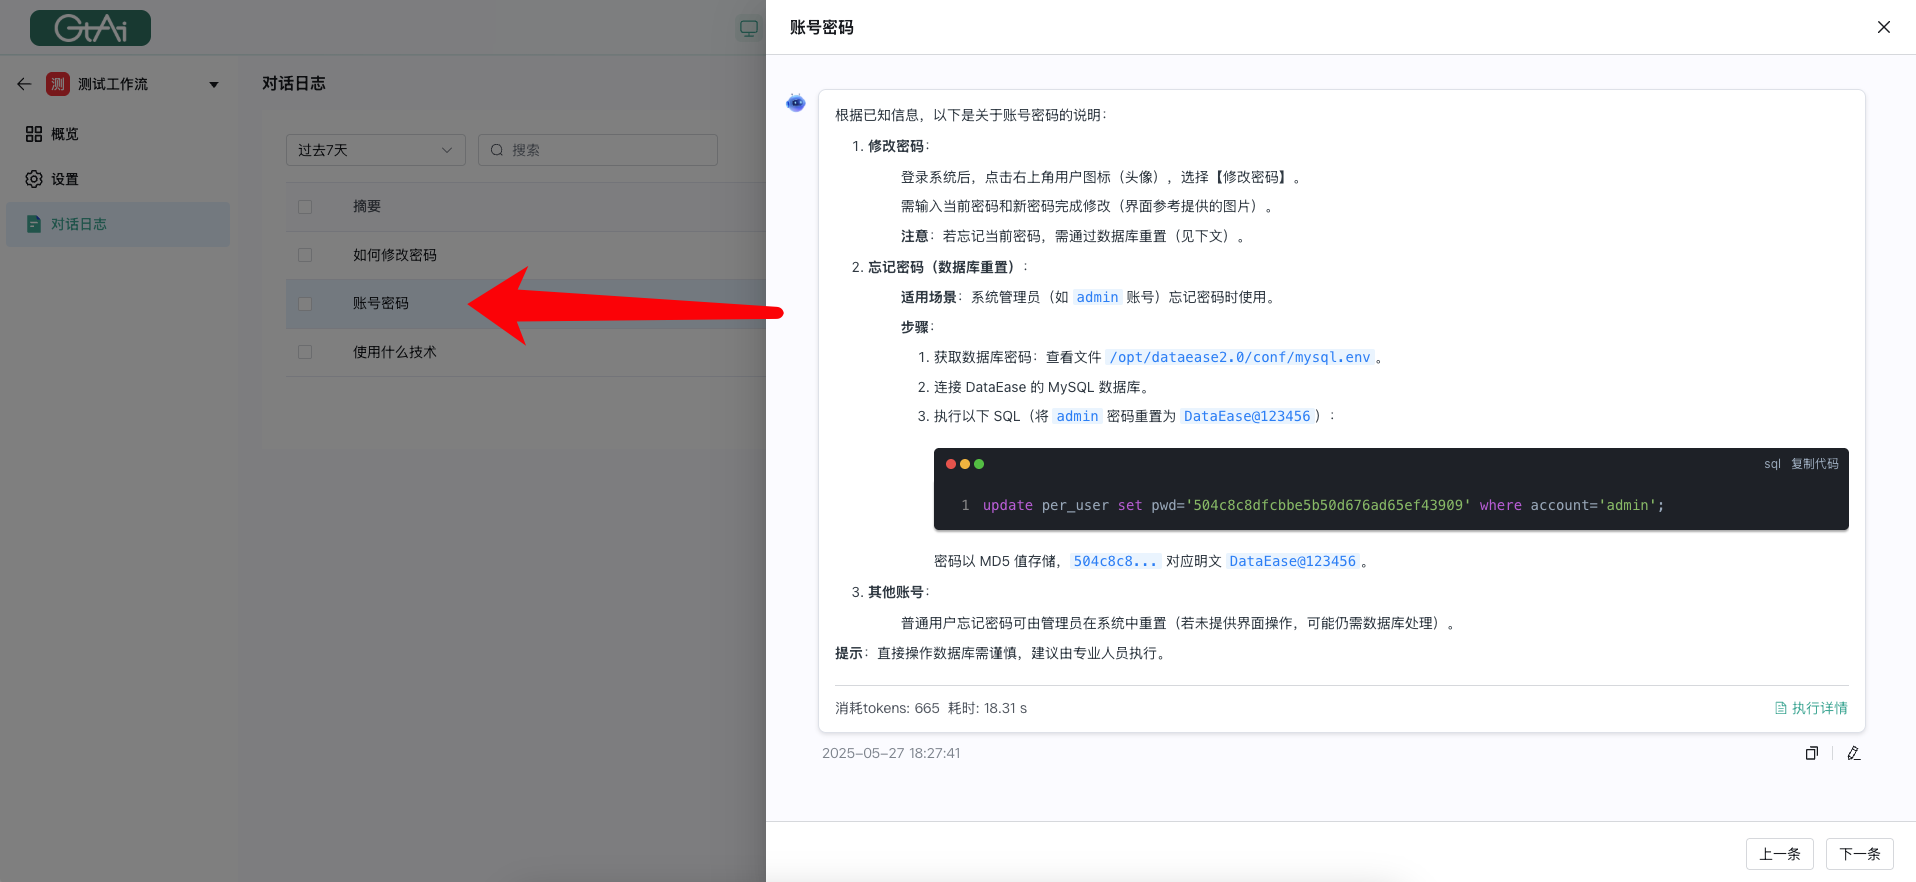 GtAi
测 测试工作流
概览
设置
对话日志
对话日志
过去7天
搜索
摘要
如何修改密码
账号密码
使用什么技术
账号密码
根据已知信息，以下是关于账号密码的说明：
1. 修改密码：
登录系统后，点击右上角用户图标（头像），选择【修改密码】。
需输入当前密码和新密码完成修改（界面参考提供的图片）。
注意：若忘记当前密码，需通过数据库重置（见下文）。
2. 忘记密码（数据库重置）：
适用场景：系统管理员（如 admin 账号）忘记密码时使用。
步骤：
1. 获取数据库密码：查看文件 /opt/dataease2.0/conf/mysql.env。
2. 连接 DataEase 的 MySQL 数据库。
3. 执行以下 SQL（将 admin 密码重置为 DataEase@123456）：
sql 复制代码
1 update per_user set pwd='504c8c8dfcbbe5b50d676ad65ef43909' where account='admin';
密码以 MD5 值存储，504c8c8... 对应明文 DataEase@123456。
3. 其他账号：
普通用户忘记密码可由管理员在系统中重置（若未提供界面操作，可能仍需数据库处理）。
提示：直接操作数据库需谨慎，建议由专业人员执行。
消耗tokens: 665 耗时: 18.31 s
执行详情
2025-05-27 18:27:41
上一条
下一条